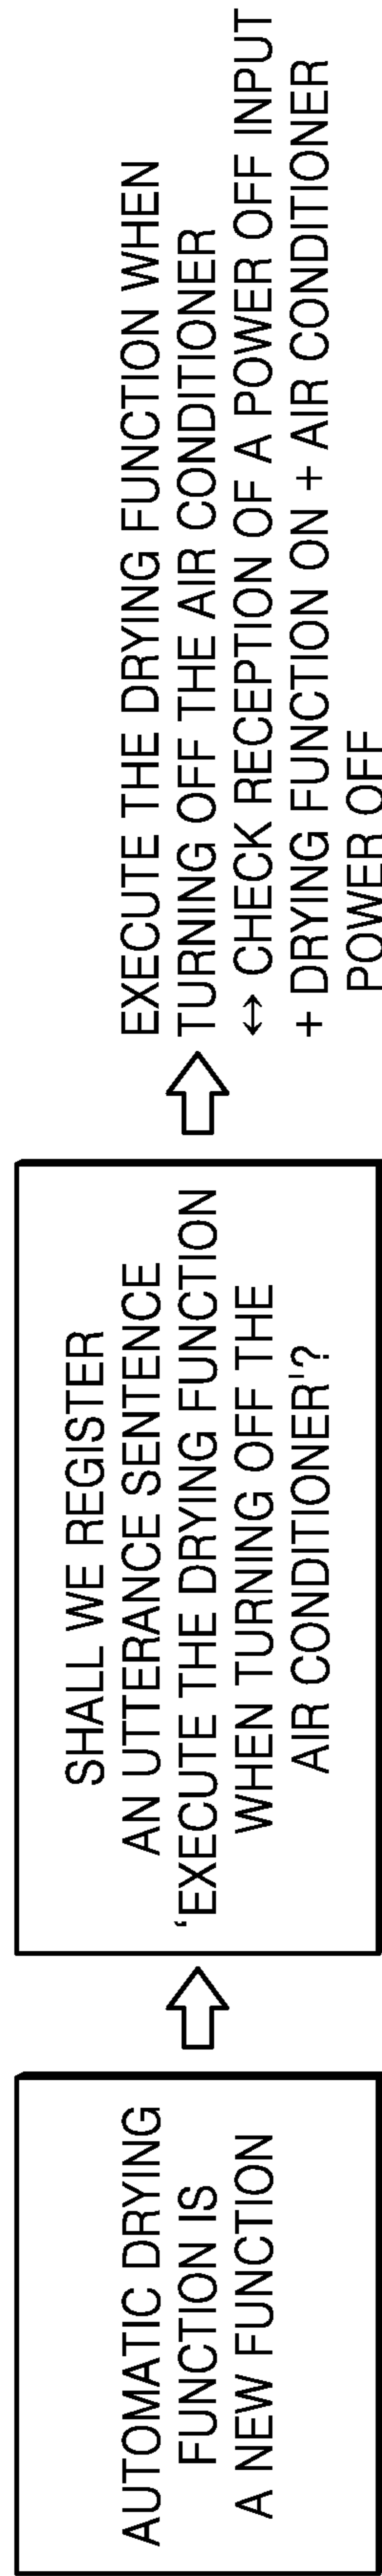 AUTOMATIC DRYING
FUNCTION IS
A NEW FUNCTION
SHALL WE REGISTER
AN UTTERANCE SENTENCE
‘EXECUTE THE DRYING FUNCTION
WHEN TURNING OFF THE
AIR CONDITIONER'?
EXECUTE THE DRYING FUNCTION WHEN
TURNING OFF THE AIR CONDITIONER
↔ CHECK RECEPTION OF A POWER OFF INPUT
+ DRYING FUNCTION ON + AIR CONDITIONER
POWER OFF